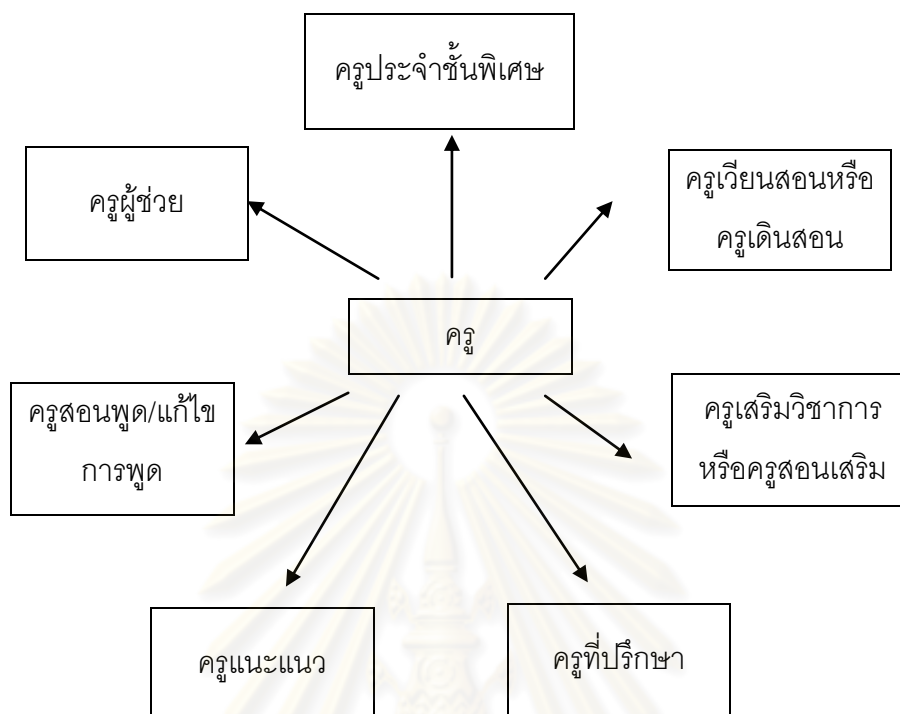 ครูประจำชั้นพิเศษ
ครูผู้ช่วย
ครูเวียนสอนหรือ
ครูเดินสอน
ครู
ครูสอนพูด/แก้ไข
การพูด
ครูเสริมวิชาการ
หรือครูสอนเสริม
ครูแนะแนว
ครูที่ปรึกษา